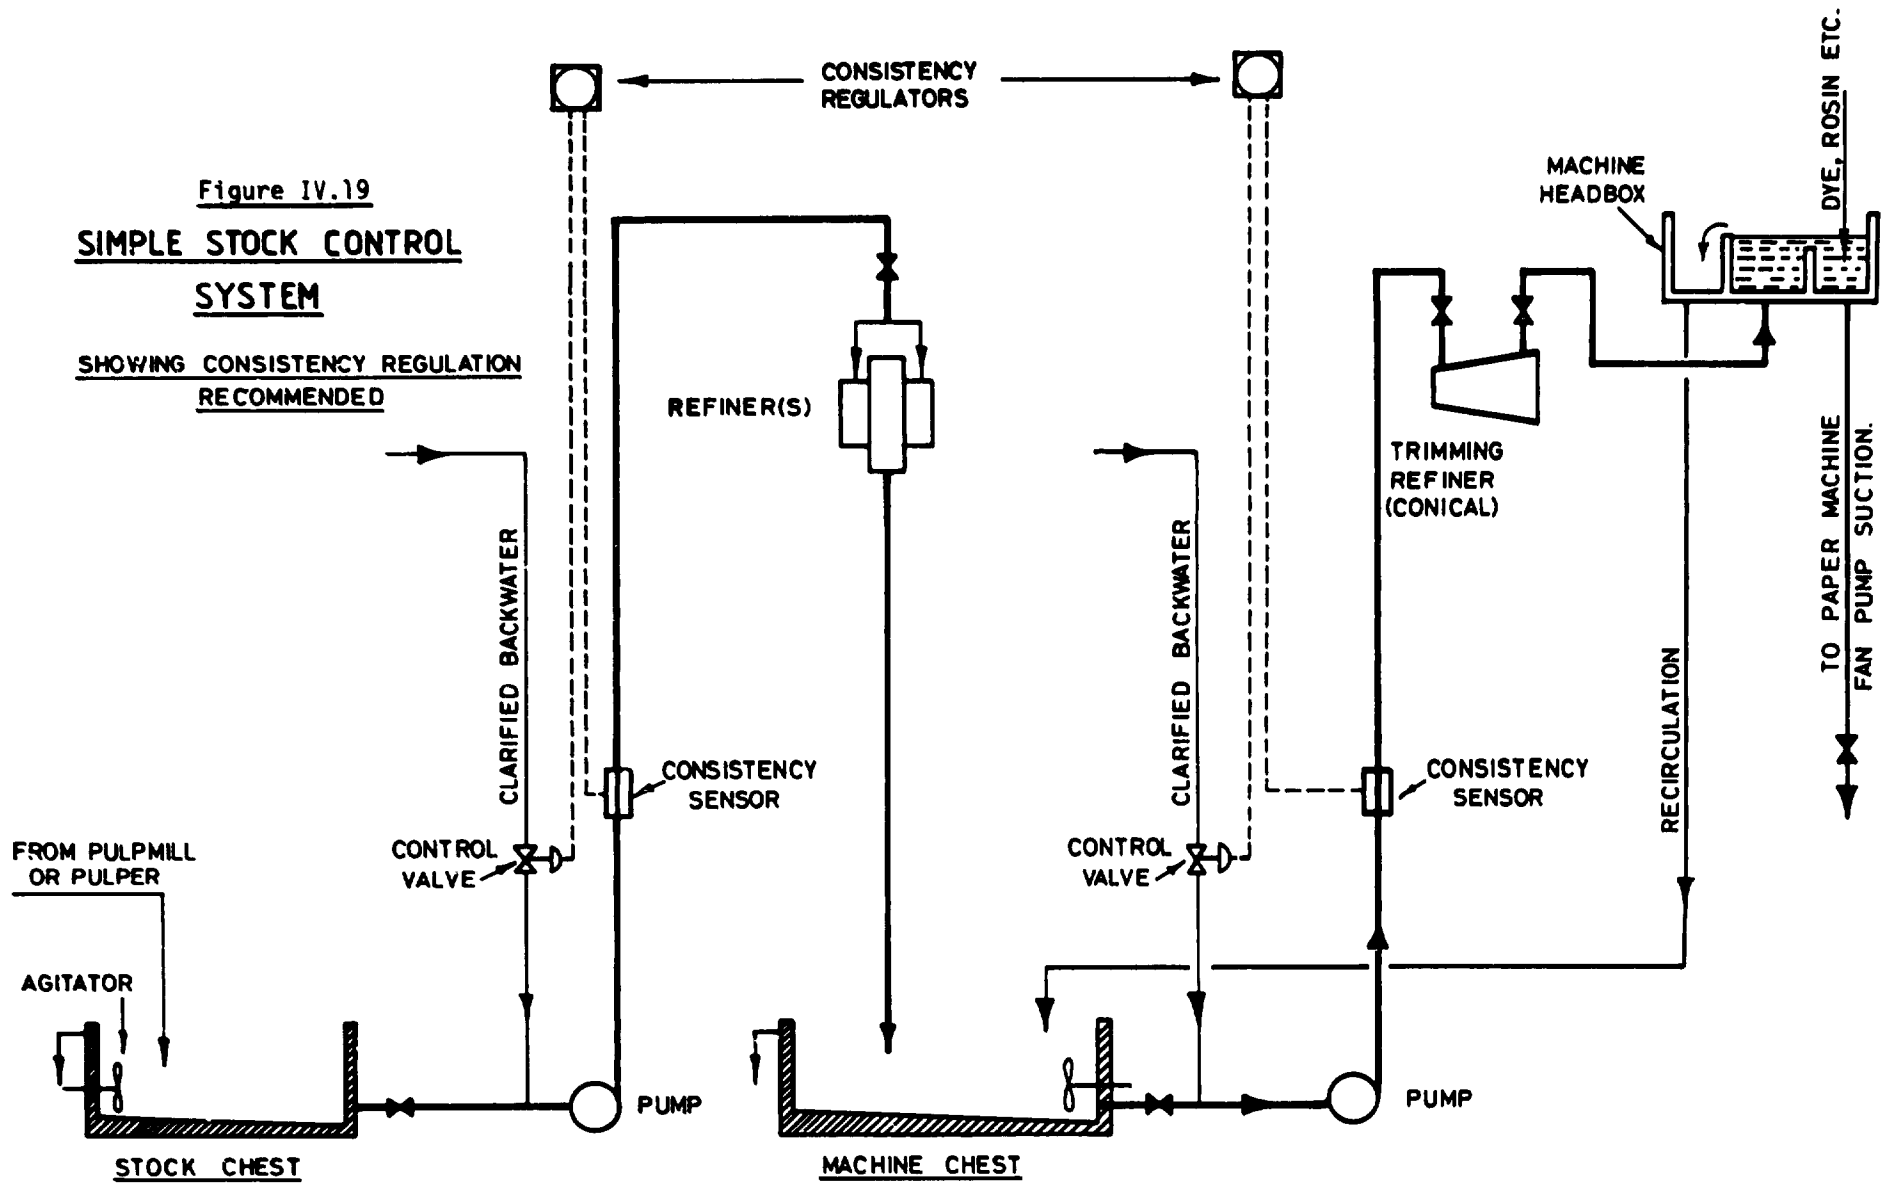 Figure IV.19
SIMPLE STOCK CONTROL
SYSTEM
SHOWING CONSISTENCY REGULATION
RECOMMENDED
CONSISTENCY
REGULATORS
MACHINE
HEADBOX
DYE, ROSIN ETC.
REFINER(S)
TRIMMING
REFINER
(CONICAL)
CLARIFIED BACKWATER
CLARIFIED BACKWATER
TO PAPER MACHINE
FAN PUMP SUCTION.
RECIRCULATION
CONSISTENCY
SENSOR
CONSISTENCY
SENSOR
CONTROL
VALVE
CONTROL
VALVE
FROM PULPMILL
OR PULPER
AGITATOR
PUMP
PUMP
STOCK CHEST
MACHINE CHEST